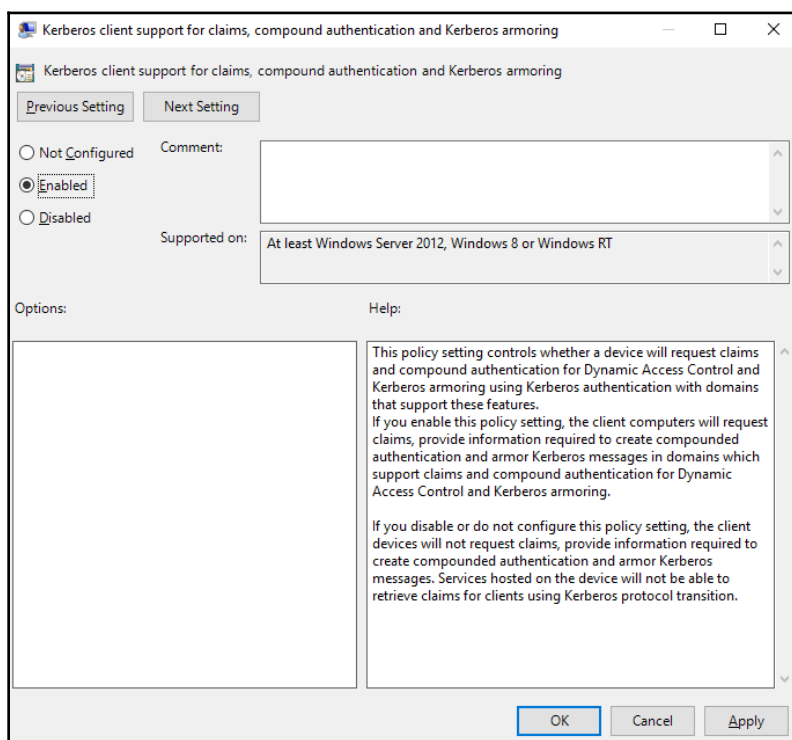 Kerberos client support for claims, compound authentication and Kerberos armoring
Kerberos client support for claims, compound authentication and Kerberos armoring
Previous Setting
Next Setting
Not Configured
Comment:
Enabled
Disabled
Supported on:
At least Windows Server 2012, Windows 8 or Windows RT
Options:
Help:
This policy setting controls whether a device will request claims
and compound authentication for Dynamic Access Control and
Kerberos armoring using Kerberos authentication with domains
that support these features.
If you enable this policy setting, the client computers will request
claims, provide information required to create compounded
authentication and armor Kerberos messages in domains which
support claims and compound authentication for Dynamic
Access Control and Kerberos armoring.
If you disable or do not configure this policy setting, the client
devices will not request claims, provide information required to
create compounded authentication and armor Kerberos
messages. Services hosted on the device will not be able to
retrieve claims for clients using Kerberos protocol transition.
OK
Cancel
Apply